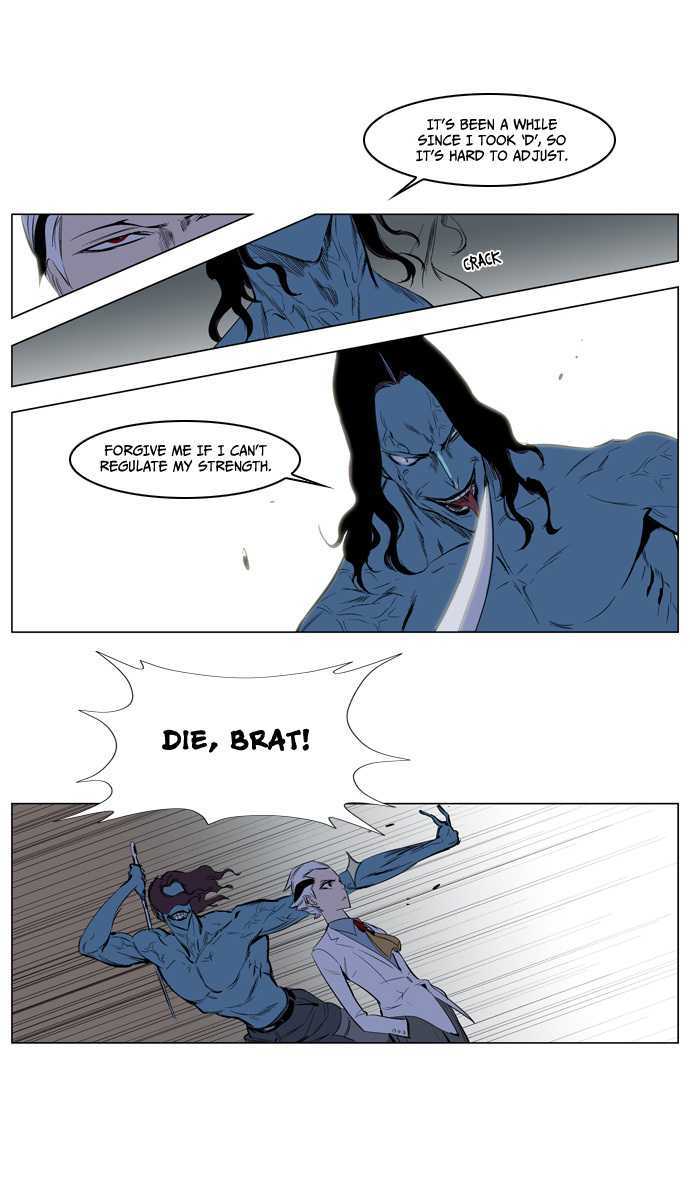 IT'S BEEN A WHILE
SINCE I TOOK 'D', SO
IT'S HARD TO ADJUST.
CRACK
FORGIVE ME IF I CAN'T
REGULATE MY STRENGTH.
DIE, BRAT!